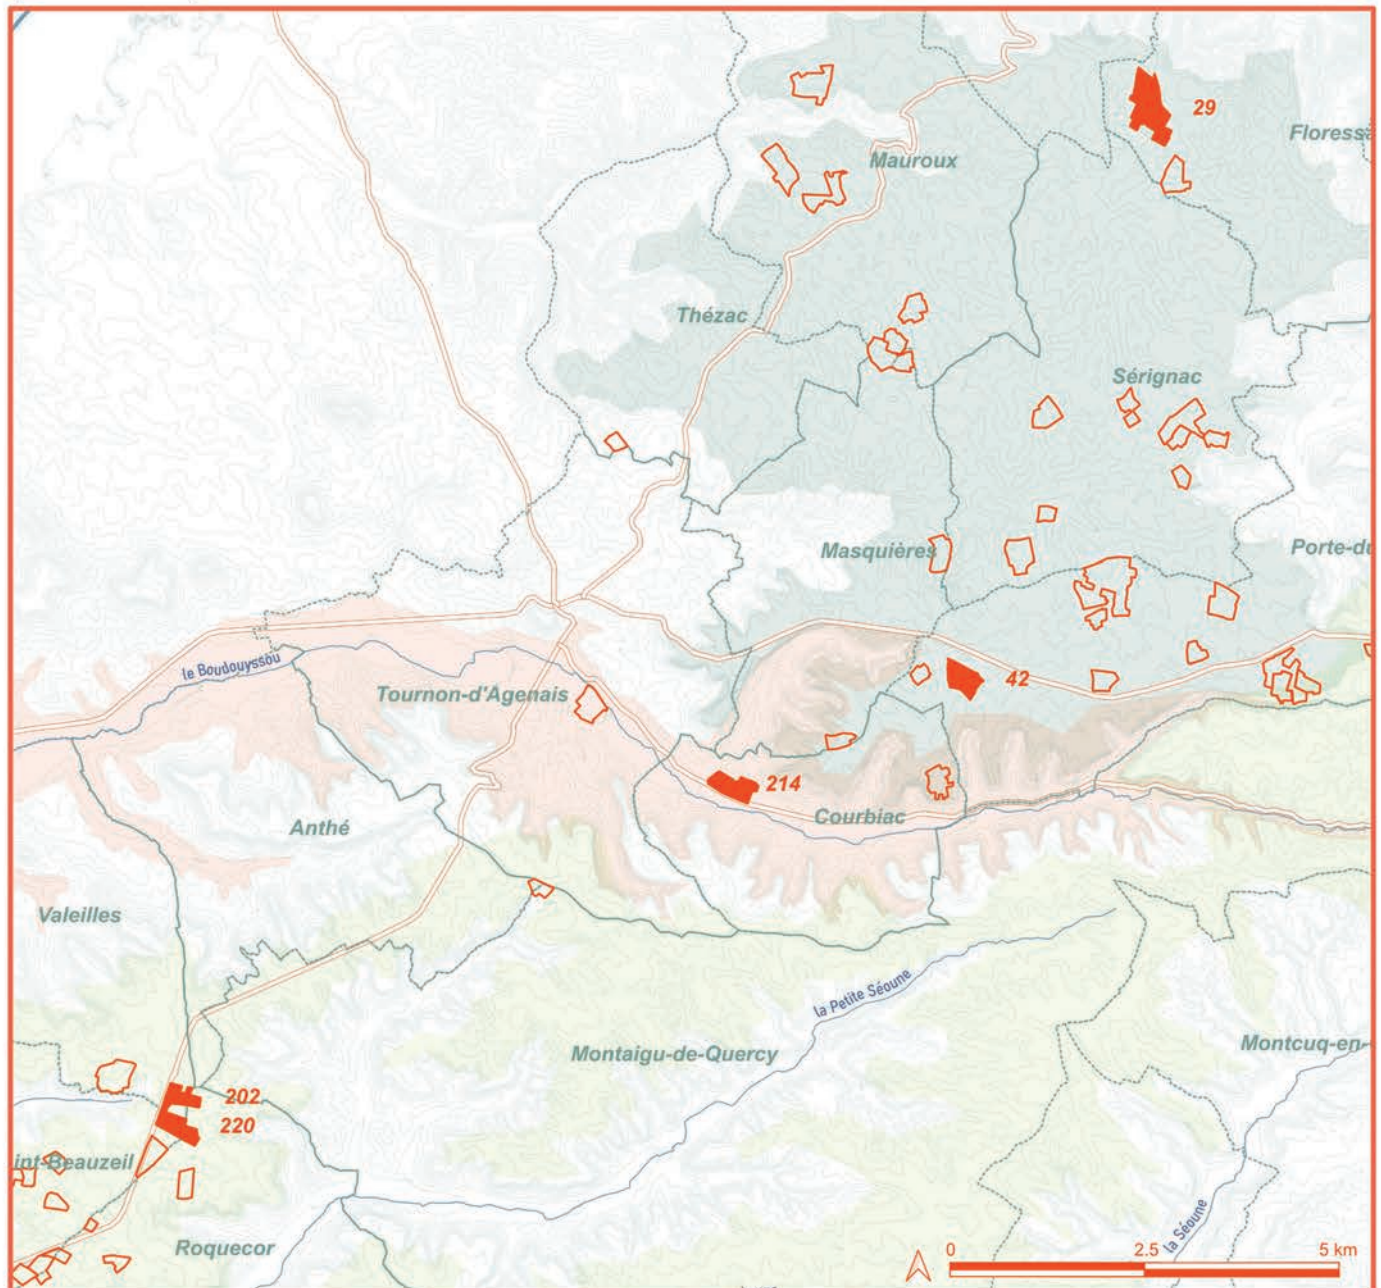 29
Floress
Mauroux
Thézac
Sérignac
Masquières
Porte-du
le Boudouyssou
Tournon-d'Agenais
42
214
Courbiac
Anthé
Valeilles
la Petite Séoune
Montaigu-de-Quercy
Montcuq-en-
202
220
int-Beauzeil
la Séoune
Roquecor
0 2.5 5 km